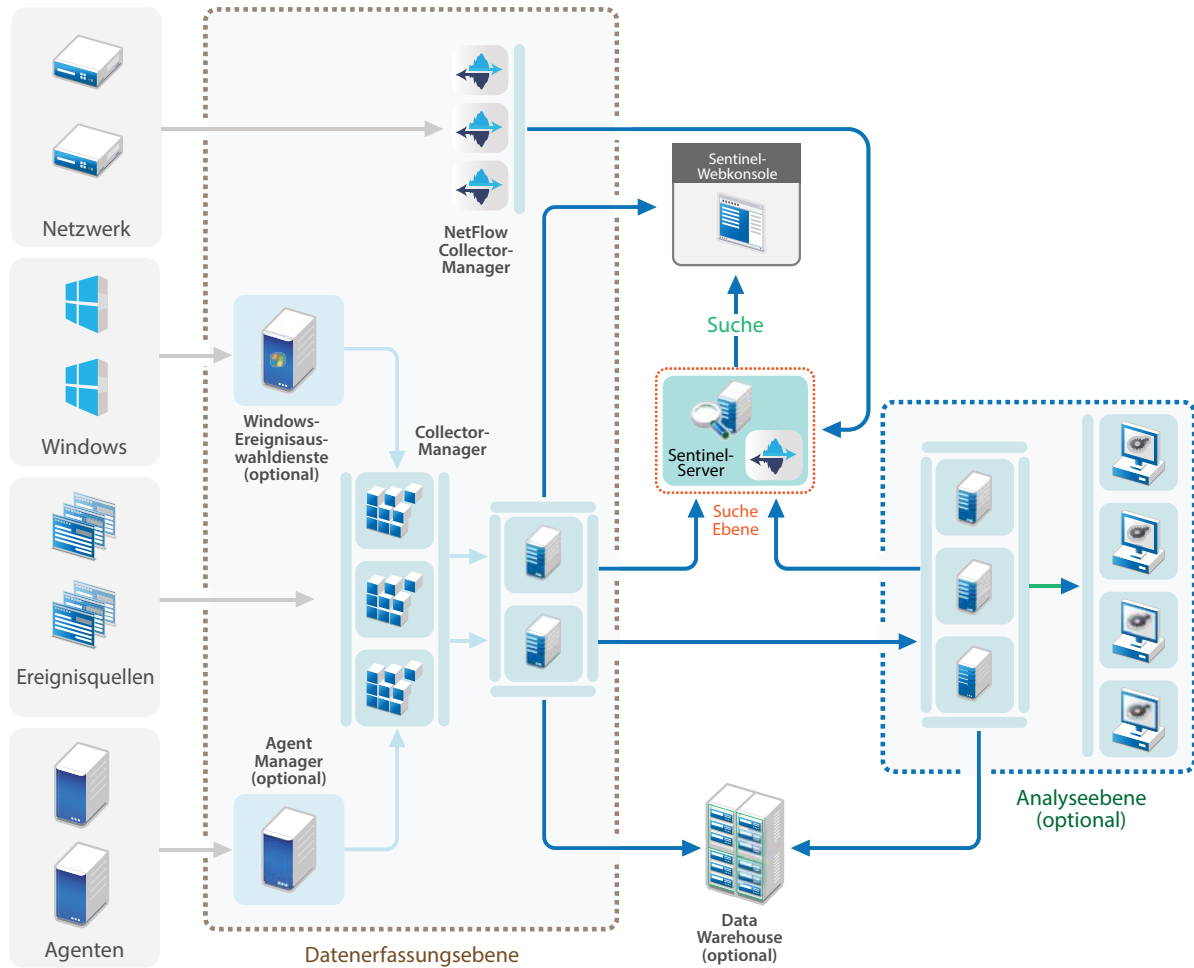 Netzwerk
Windows
Ereignisquellen
Agenten
NetFlow
Collector-
Manager
Windows-
Ereignisaus-
wahldienste
(optional)
Collector-
Manager
Agent
Manager
(optional)
Datenerfassungsebene
Sentinel-
Webkonsole
Suche
Sentinel-
Server
Suche
Ebene
Data
Warehouse
(optional)
Analyseebene
(optional)